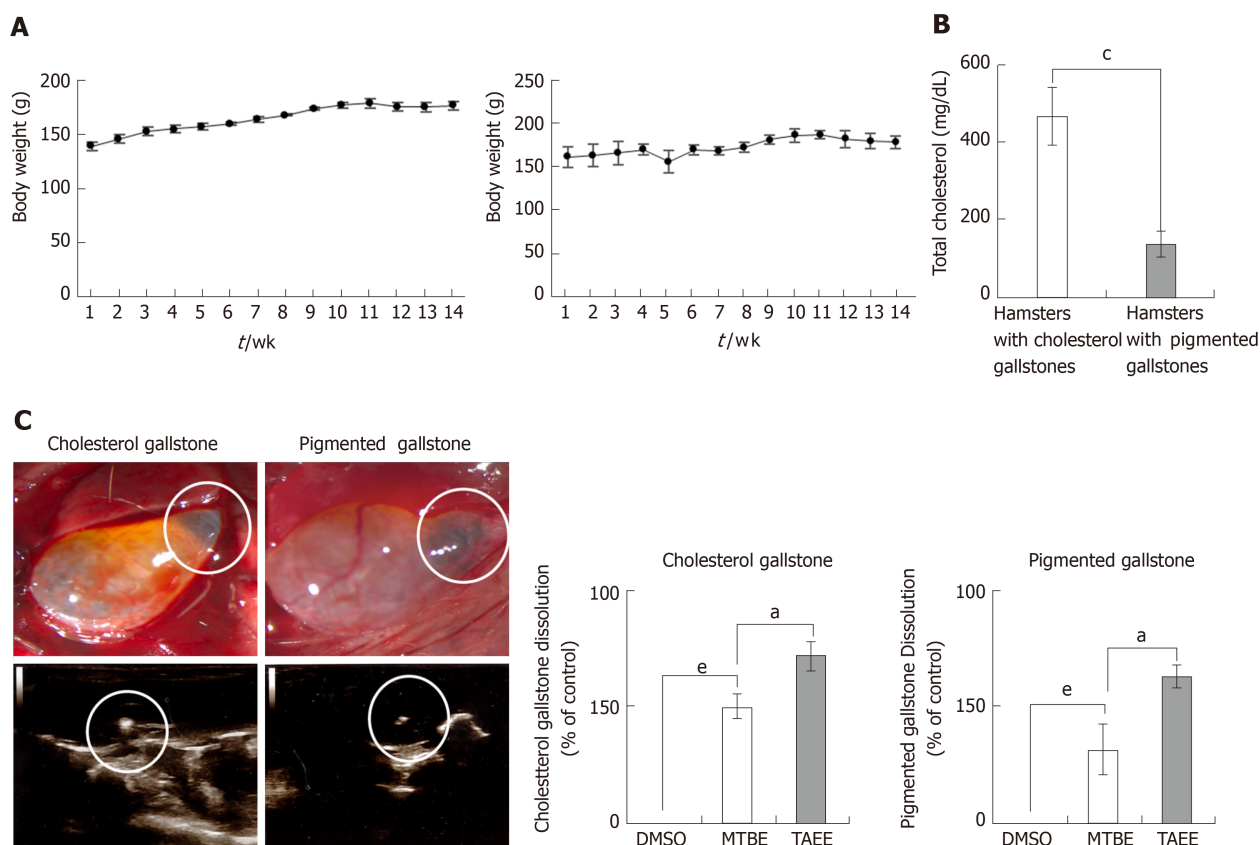 A
200
150
100
50
0
Body weight (g)
1 2 3 4 5 6 7 8 9 10 11 12 13 14
t/wk
250
200
150
100
50
0
Body weight (g)
1 2 3 4 5 6 7 8 9 10 11 12 13 14
t/wk
B
c
600
400
200
0
Total cholesterol (mg/dL)
Hamsters
with cholesterol
gallstones
Hamsters
with pigmented
gallstones
C
Cholesterol gallstone
Pigmented gallstone
Cholesterol gallstone
Cholestterol gallstone dissolution
(% of control)
100
150
0
e
a
DMSO MTBE TAEE
Pigmented gallstone
Pigmented gallstone Dissolution
(% of control)
100
150
0
e
a
DMSO MTBE TAEE